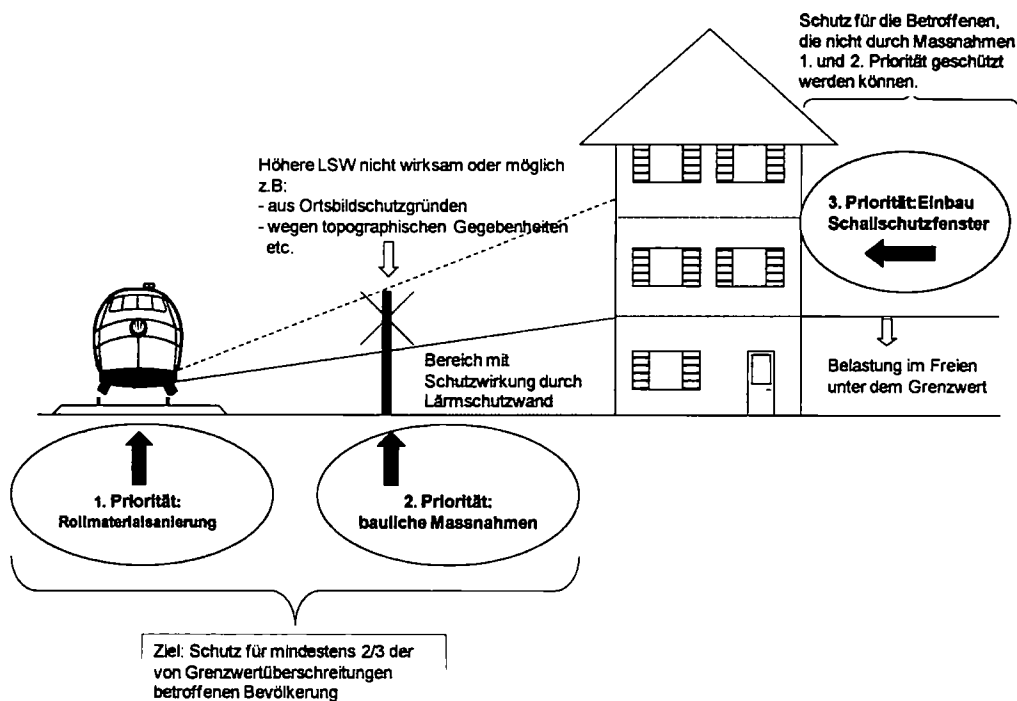 Schutz für die Betroffenen,
die nicht durch Massnahmen
1. und 2. Priorität geschützt
werden können.
Höhere LSW nicht wirksam oder möglich
z.B:
- aus Ortsbildschutzgründen
- wegen topographischen Gegebenheiten
etc.
3. Priorität:Einbau
Schallschutzfenster
Bereich mit
Schutzwirkung durch
Lärmschutzwand
Belastung im Freien
unter dem Grenzwert
1. Priorität:
Rollmaterialsanierung
2. Priorität:
bauliche Massnahmen
Ziel: Schutz für mindestens 2/3 der
von Grenzwertüberschreitungen
betroffenen Bevölkerung